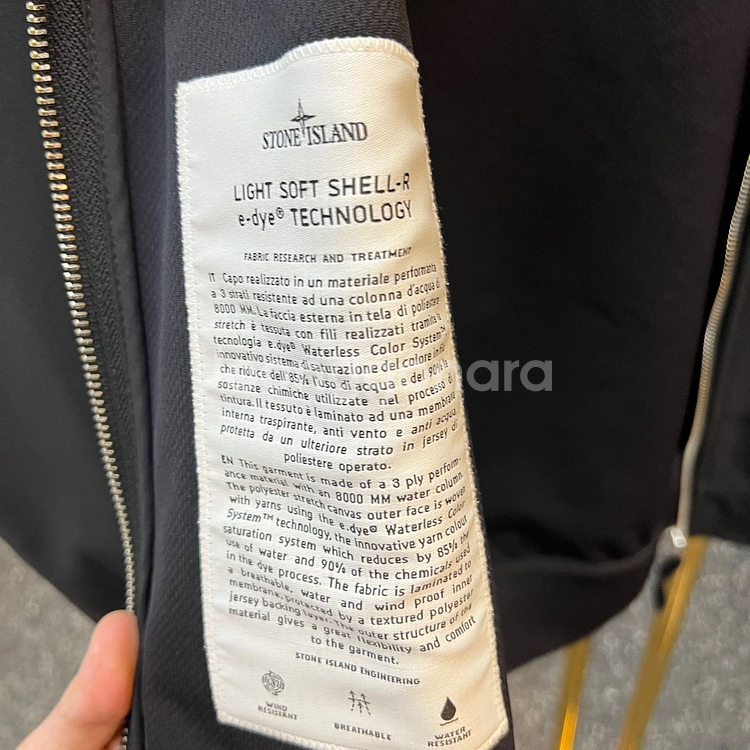 STONE ISLAND
LIGHT SOFT SHELL-R
e-dye® TECHNOLOGY
FABRIC RESEARCH AND TREATMENT
IT Capo realizzato in un materiale performante
a 3 strati resistente ad una colonna d'acqua di
8000 MM. La faccia esterna in tela di poliestere
stretch è tessuta con fili realizzati tramite
tecnologia e.dye® Waterless Color System™
innovativo sistema di saturazione del colore in
che riduce dell'85% l'uso di acqua e del 90%
sostanze chimiche utilizzate nel processo di
tintura. Il tessuto è laminato ad una membrana
interna traspirante, anti vento e anti acqua,
protetta da un ulteriore strato in jersey di
poliestere operato.
EN This garment is made of a 3 ply perform-
ance material with an 8000 MM water column.
The polyester stretch canvas outer face is woven
with yarns using the e.dye® Waterless Color
System™ technology, the innovative yarn colour
saturation system which reduces by 85% the
use of water and 90% of the chemicals used
in the dye process. The fabric is laminated to
a breathable, water and wind proof inner
membrane, protected by a textured polyester
jersey backing layer. The outer structure of the
material gives a great flexibility and comfort
to the garment.
STONE ISLAND ENGINEERING
WIND
RESISTANT
BREATHABLE
WATER
RESISTANT